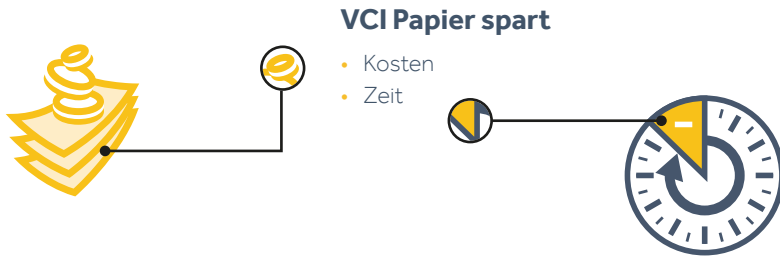 VCI Papier spart
• Kosten
• Zeit